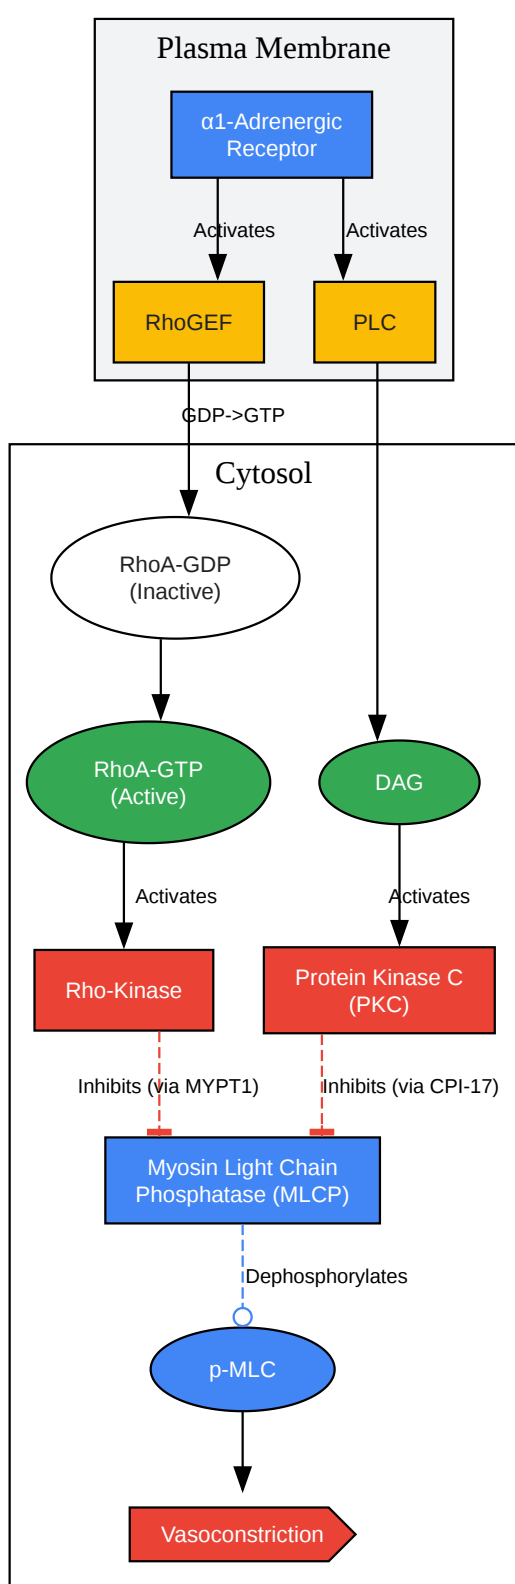 Plasma Membrane
α1-Adrenergic
Receptor
Activates
Activates
RhoGEF
PLC
GDP->GTP
Cytosol
RhoA-GDP
(Inactive)
RhoA-GTP
(Active)
DAG
Activates
Activates
Rho-Kinase
Protein Kinase C
(PKC)
Inhibits (via MYPT1)
Inhibits (via CPI-17)
Myosin Light Chain
Phosphatase (MLCP)
Dephosphorylates
p-MLC
Vasoconstriction